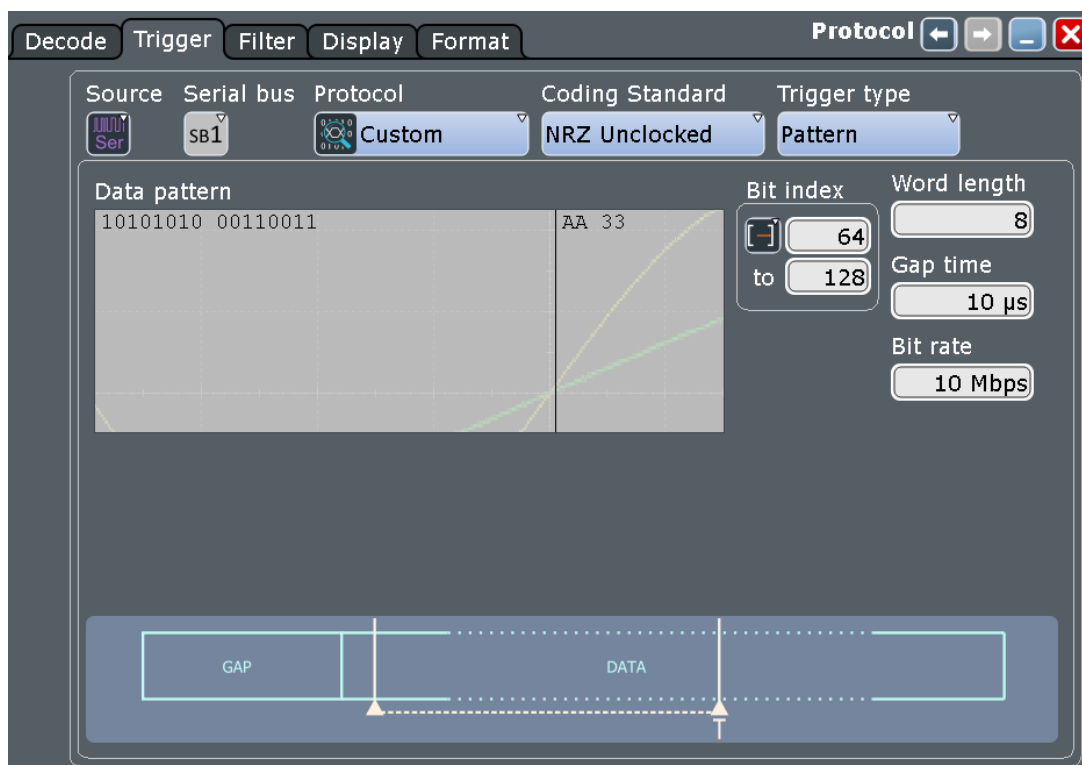 Protocol
Decode Trigger Filter Display Format
Source Serial bus Protocol Coding Standard Trigger type
Ser SB1 Custom NRZ Unclocked Pattern
Data pattern Bit index Word length
10101010 00110011 AA 33 64 8
to 128 Gap time
10 µs
Bit rate
10 Mbps
GAP DATA
T